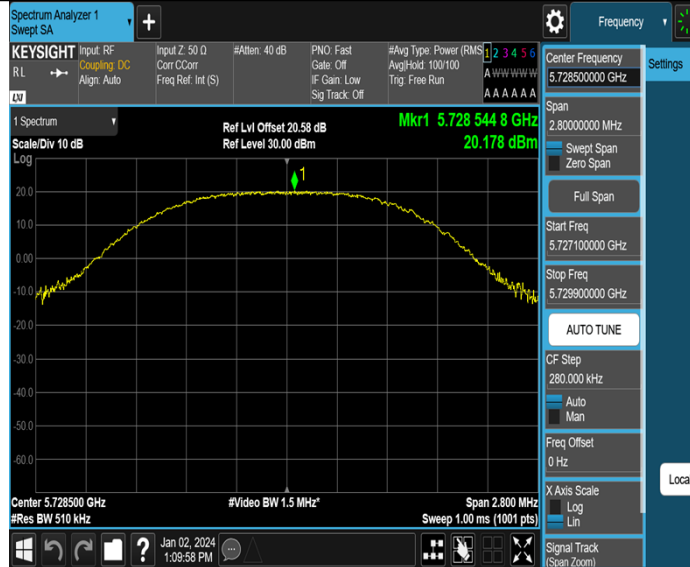 Spectrum Analyzer 1
Swept SA
+
Frequency
KEYSIGHT
RL
LXI
Input: RF
Coupling: DC
Align: Auto
Input Z: 50 Ω
Corr CCorr
Freq Ref: Int (S)
#Atten: 40 dB
PNO: Fast
Gate: Off
IF Gain: Low
Sig Track: Off
#Avg Type: Power (RMS
Avg|Hold: 100/100
Trig: Free Run
1 2 3 4 5 6
A W W W W W
A A A A A A
1 Spectrum
Scale/Div 10 dB
Log
Ref Lvl Offset 20.58 dB
Ref Level 30.00 dBm
Mkr1 5.728 544 8 GHz
20.178 dBm
1
20.0
10.0
0.00
-10.0
-20.0
-30.0
-40.0
-50.0
-60.0
Center 5.728500 GHz
#Res BW 510 kHz
#Video BW 1.5 MHz*
Span 2.800 MHz
Sweep 1.00 ms (1001 pts)
?
Jan 02, 2024
1:09:58 PM
Center Frequency
5.728500000 GHz
Span
2.80000000 MHz
Swept Span
Zero Span
Full Span
Start Freq
5.727100000 GHz
Stop Freq
5.729900000 GHz
AUTO TUNE
CF Step
280.000 kHz
Auto
Man
Freq Offset
0 Hz
X Axis Scale
Log
Lin
Signal Track
(Span Zoom)
Settings
Loca